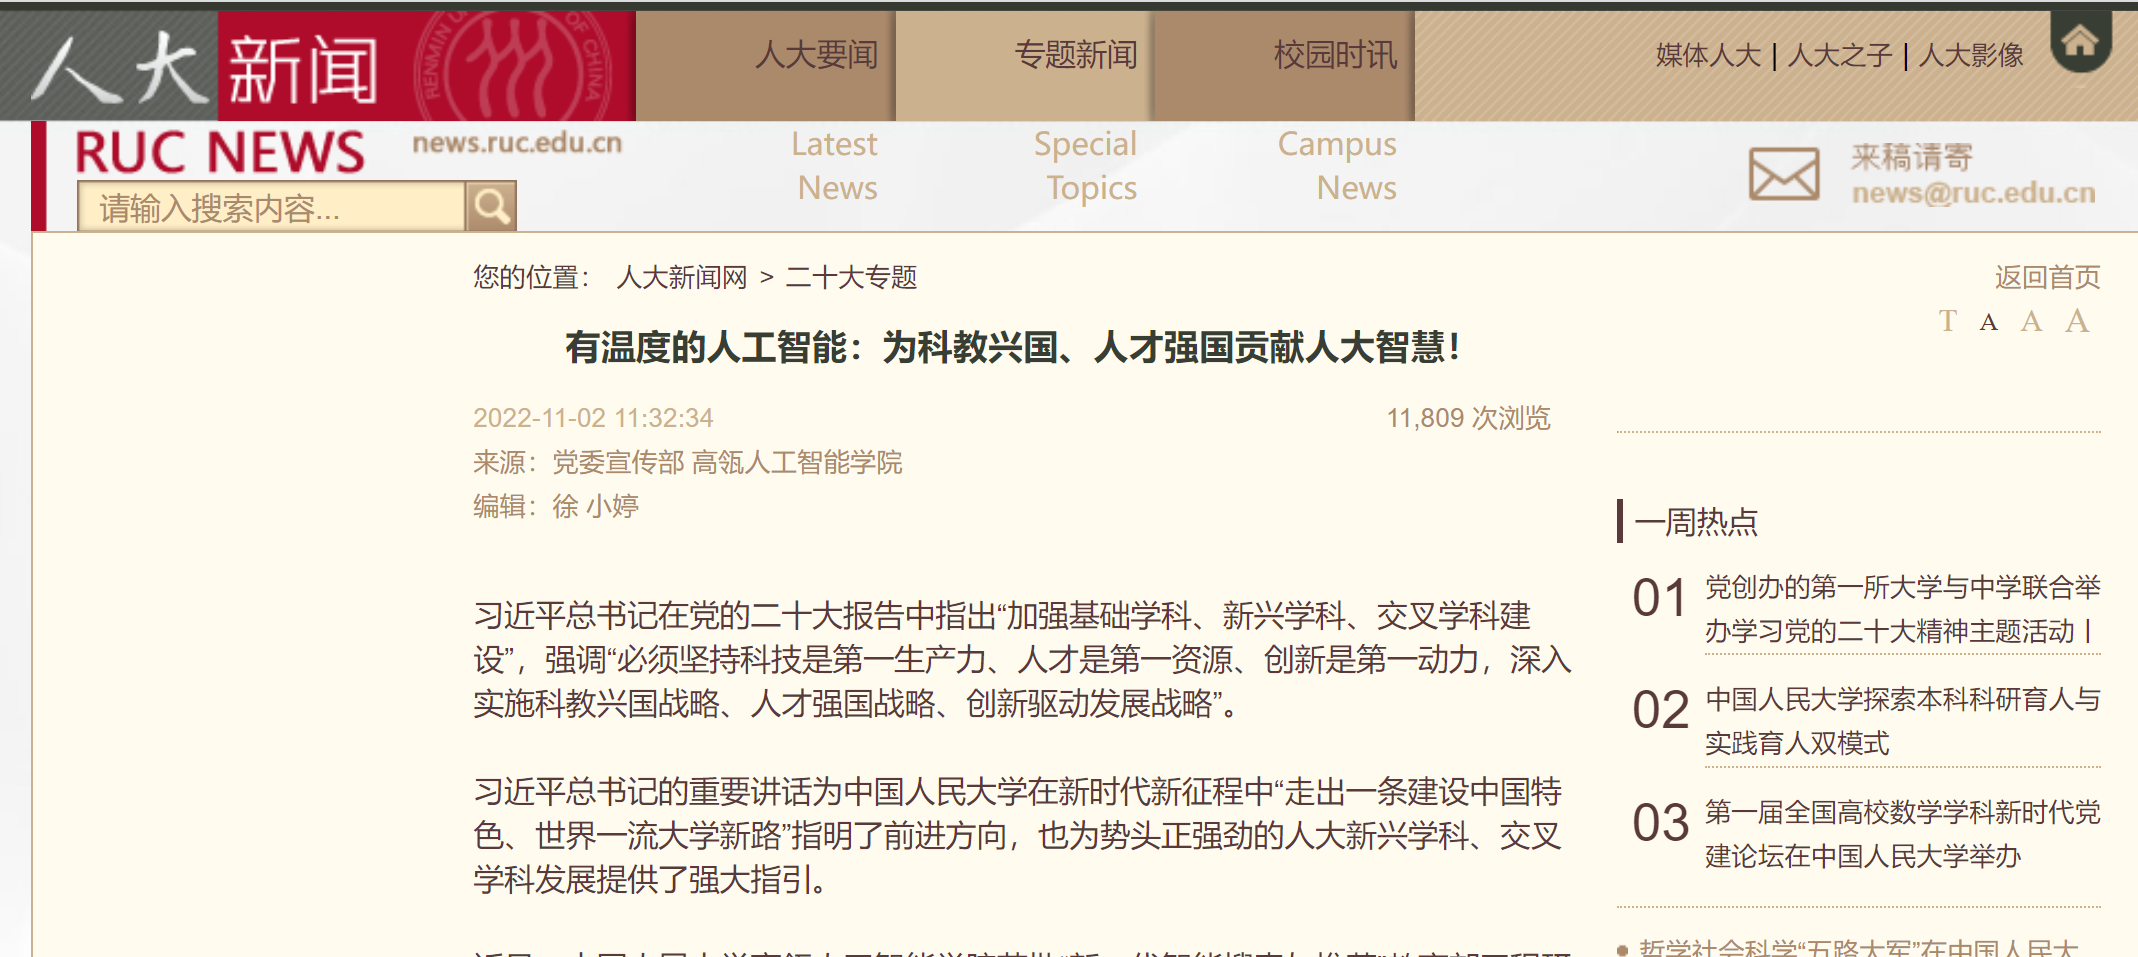 人大新闻
RENMIN UN
OF CHINA
人大要闻
专题新闻
校园时讯
媒体人大 | 人大之子 | 人大影像
RUC NEWS
news.ruc.edu.cn
Latest
News
Special
Topics
Campus
News
来稿请寄
news@ruc.edu.cn
请输入搜索内容...
您的位置： 人大新闻网 > 二十大专题
返回首页
T A A A
有温度的人工智能：为科教兴国、人才强国贡献人大智慧！
2022-11-02 11:32:34
11,809 次浏览
来源：党委宣传部 高瓴人工智能学院
编辑：徐 小婷
习近平总书记在党的二十大报告中指出“加强基础学科、新兴学科、交叉学科建
设”，强调“必须坚持科技是第一生产力、人才是第一资源、创新是第一动力，深入
实施科教兴国战略、人才强国战略、创新驱动发展战略”。
习近平总书记的重要讲话为中国人民大学在新时代新征程中“走出一条建设中国特
色、世界一流大学新路”指明了前进方向，也为势头正强劲的人大新兴学科、交叉
学科发展提供了强大指引。
一周热点
01
党创办的第一所大学与中学联合举
办学习党的二十大精神主题活动丨
02
中国人民大学探索本科科研育人与
实践育人双模式
03
第一届全国高校数学学科新时代党
建论坛在中国人民大学举办
哲学社会科学“五路大军”在中国人民大